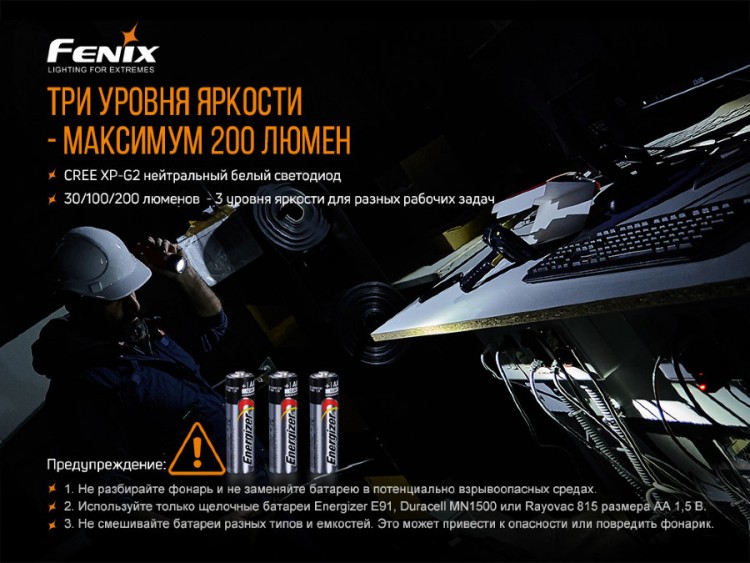 FENIX
LIGHTING FOR EXTREMES
ТРИ УРОВНЯ ЯРКОСТИ
- МАКСИМУМ 200 ЛЮМЕН
CREE XP-G2 нейтральный белый светодиод
30/100/200 люменов - 3 уровня яркости для разных рабочих задач
Energizer
Energizer
Energizer
Предупреждение:
1. Не разбирайте фонарь и не заменяйте батарею в потенциально взрывоопасных средах.
2. Используйте только щелочные батареи Energizer E91, Duracell MN1500 или Rayovac 815 размера AA 1,5 В.
3. Не смешивайте батареи разных типов и емкостей. Это может привести к опасности или повредить фонарик.